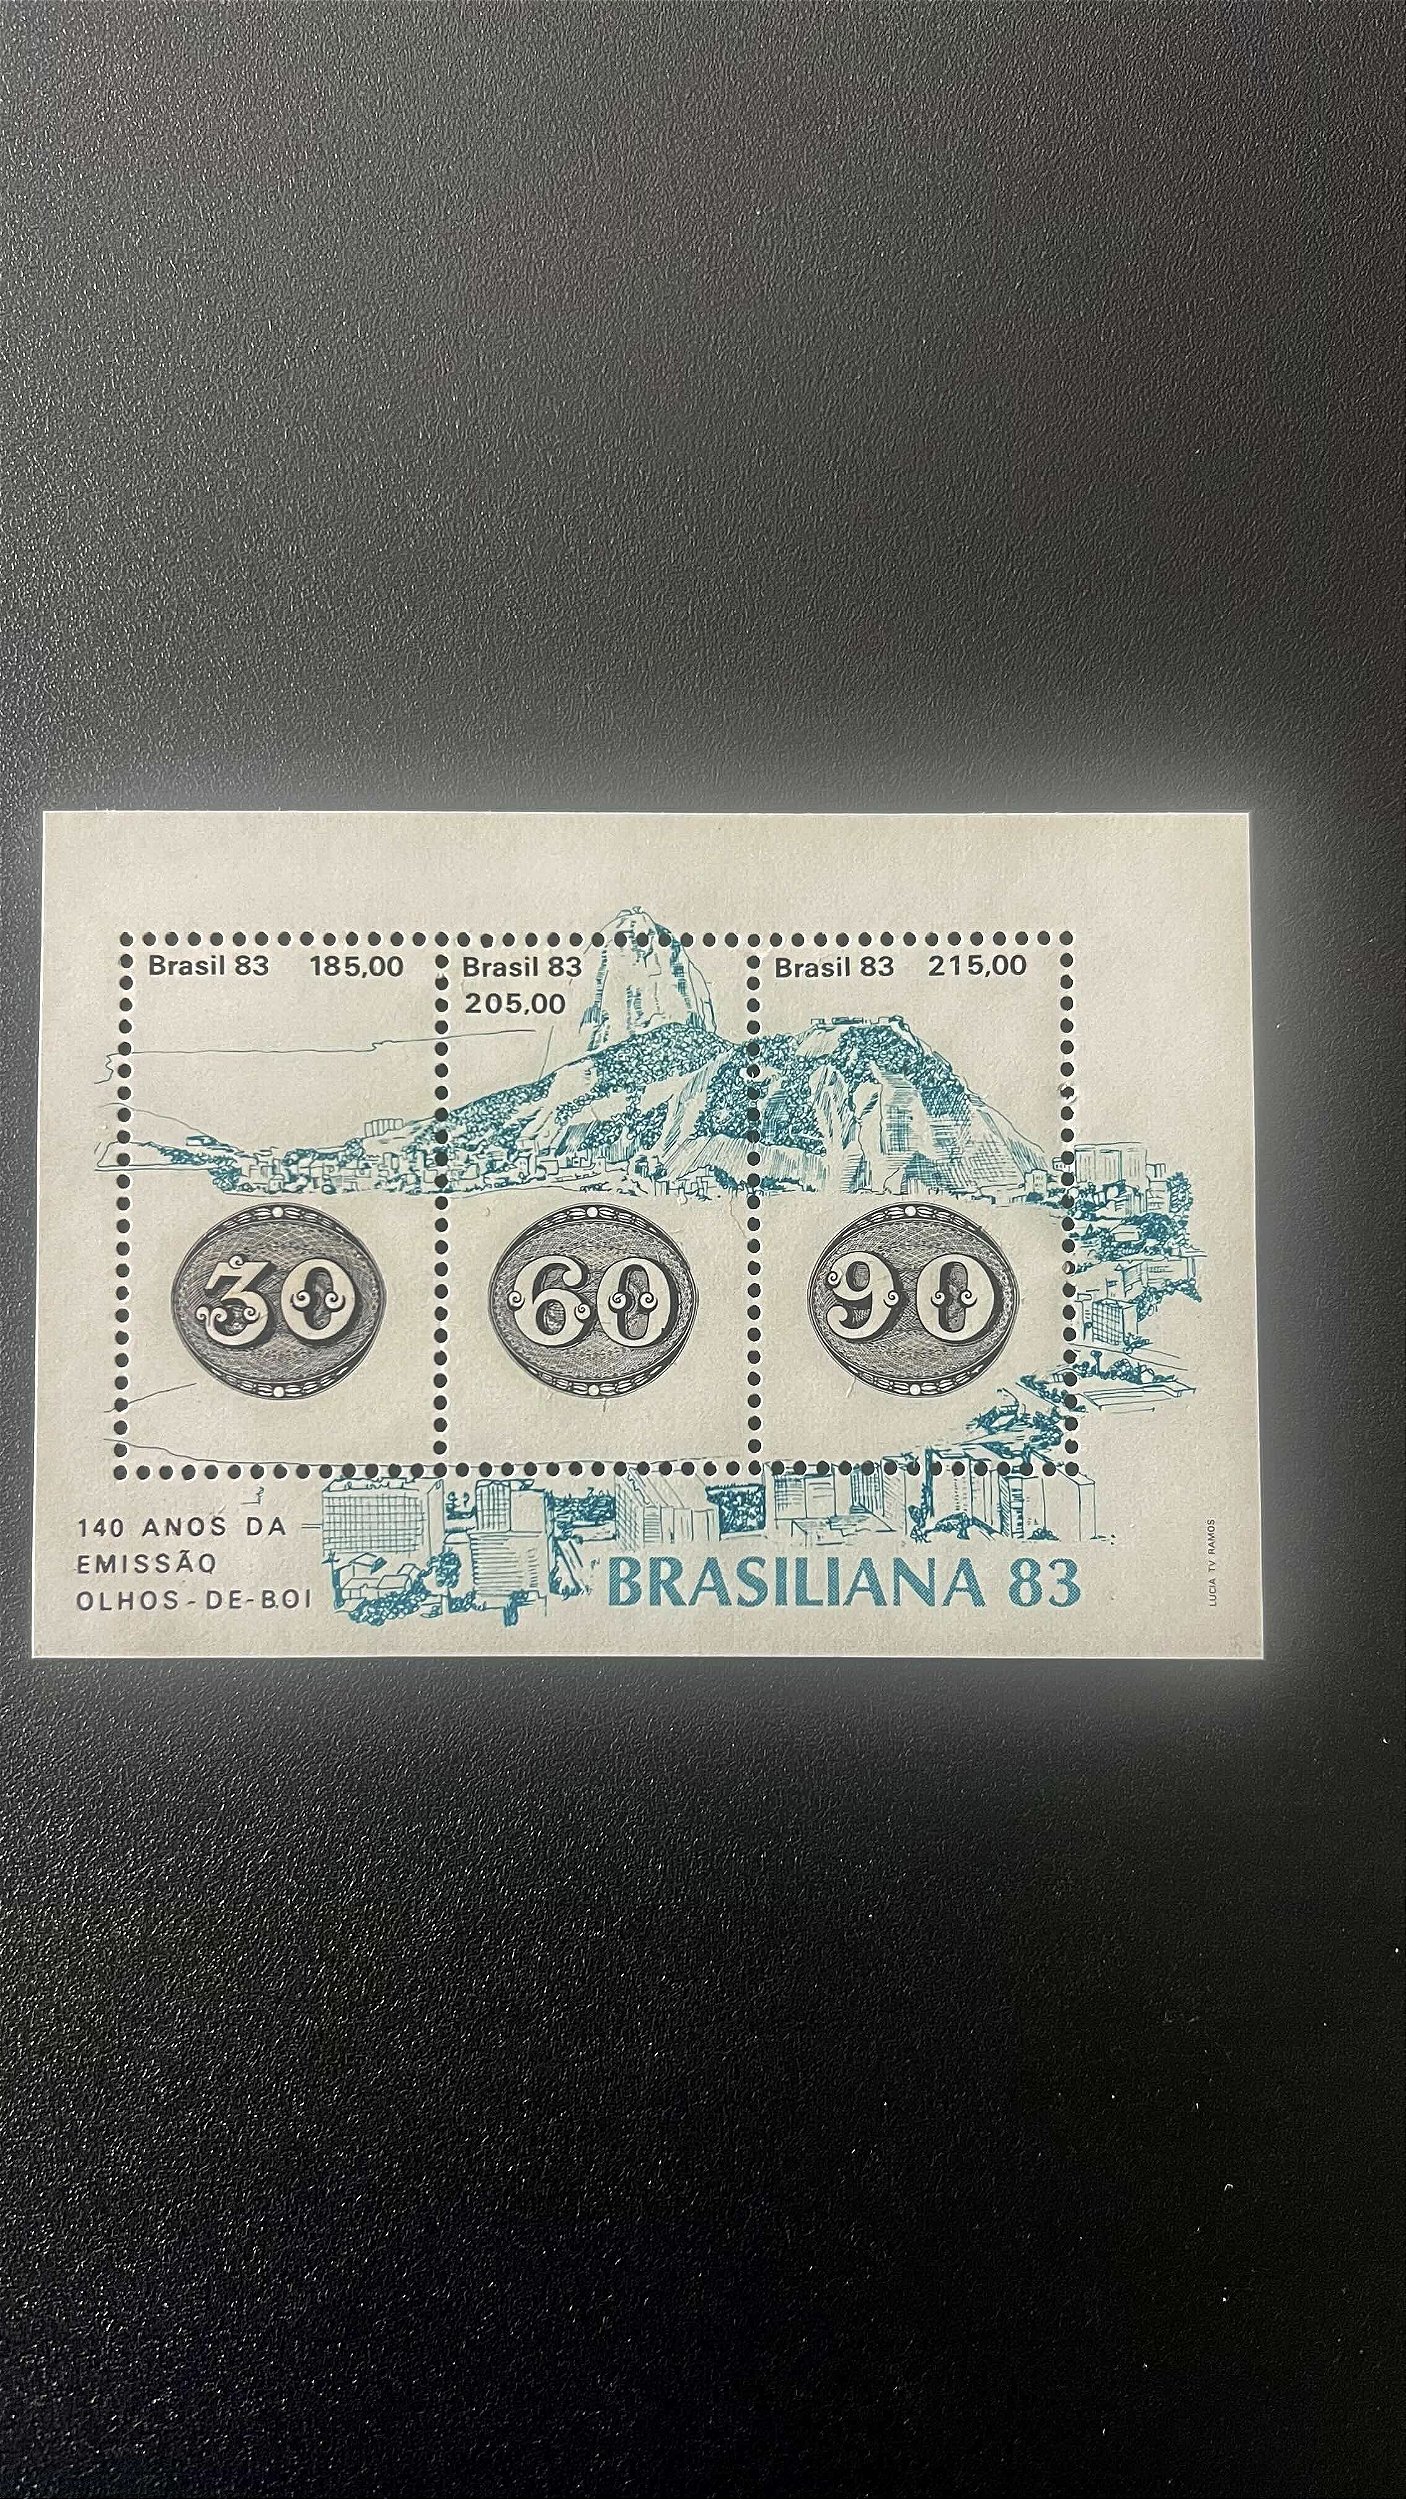 Brasil 83 185,00
Brasil 83
205,00
Brasil 83 215,00
30
60
90
140 ANOS DA
EMISSÃO
OLHOS-DE-BOI
BRASILIANA 83
LUCIA TV RAMOS